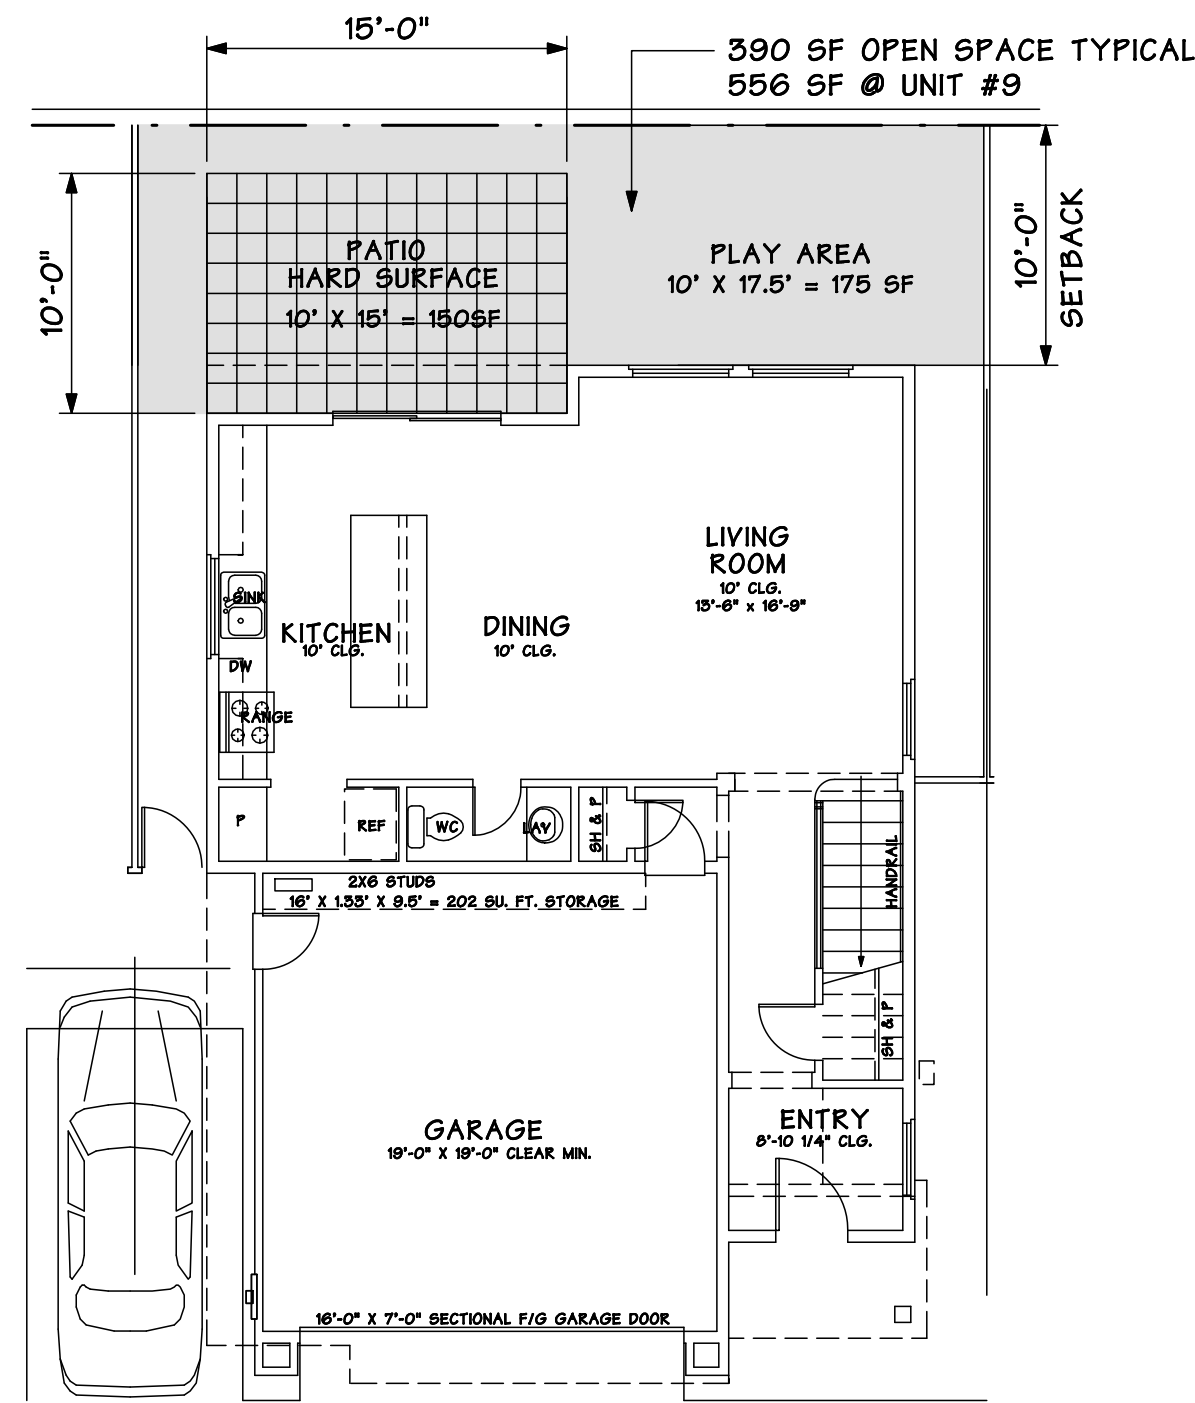 15'-0"
390 SF OPEN SPACE TYPICAL
556 SF @ UNIT #9
10'-0"
PATIO
HARD SURFACE
10' X 15' = 150SF
PLAY AREA
10' X 17.5' = 175 SF
10'-0"
SETBACK
LIVING
ROOM
10' CLG.
13'-6" x 16'-9"
SINK
KITCHEN
10' CLG.
DINING
10' CLG.
DW
RANGE
P
REF
WC
LAV
SH & P
HANDRAIL
2X6 STUDS
16' X 1.33' X 9.5' = 202 SU. FT. STORAGE
SH & P
GARAGE
19'-0" X 19'-0" CLEAR MIN.
ENTRY
8'-10 1/4" CLG.
16'-0" X 7'-0" SECTIONAL F/G GARAGE DOOR